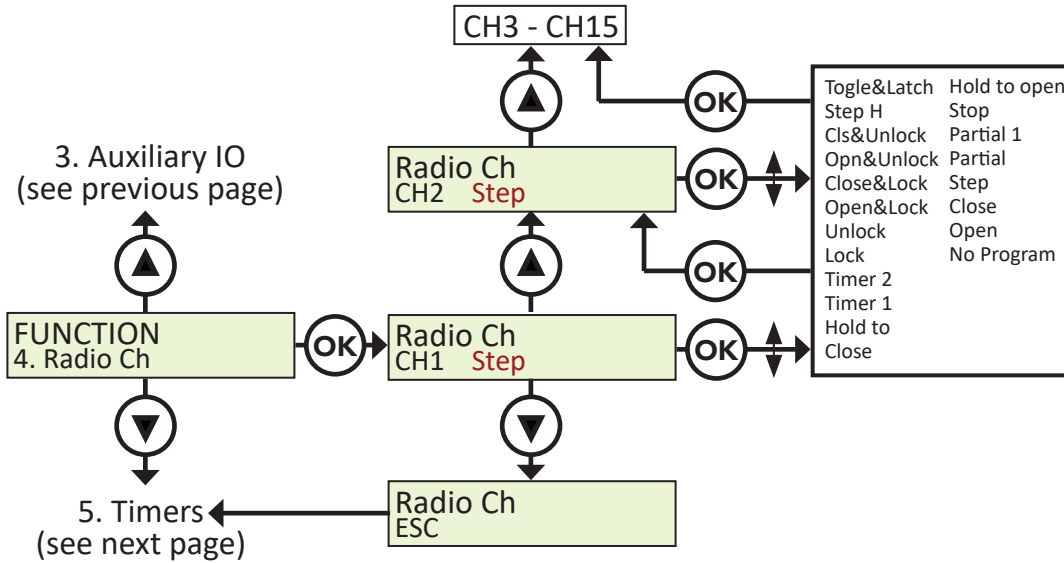 CH3 - CH15
OK
Togle&Latch
Step H
Cls&Unlock
Opn&Unlock
Close&Lock
Open&Lock
Unlock
Lock
Timer 2
Timer 1
Hold to
Close
Hold to open
Stop
Partial 1
Partial
Step
Close
Open
No Program
3. Auxiliary IO
(see previous page)
Radio Ch
CH2 Step
OK
OK
FUNCTION
4. Radio Ch
OK
Radio Ch
CH1 Step
OK
5. Timers
(see next page)
Radio Ch
ESC